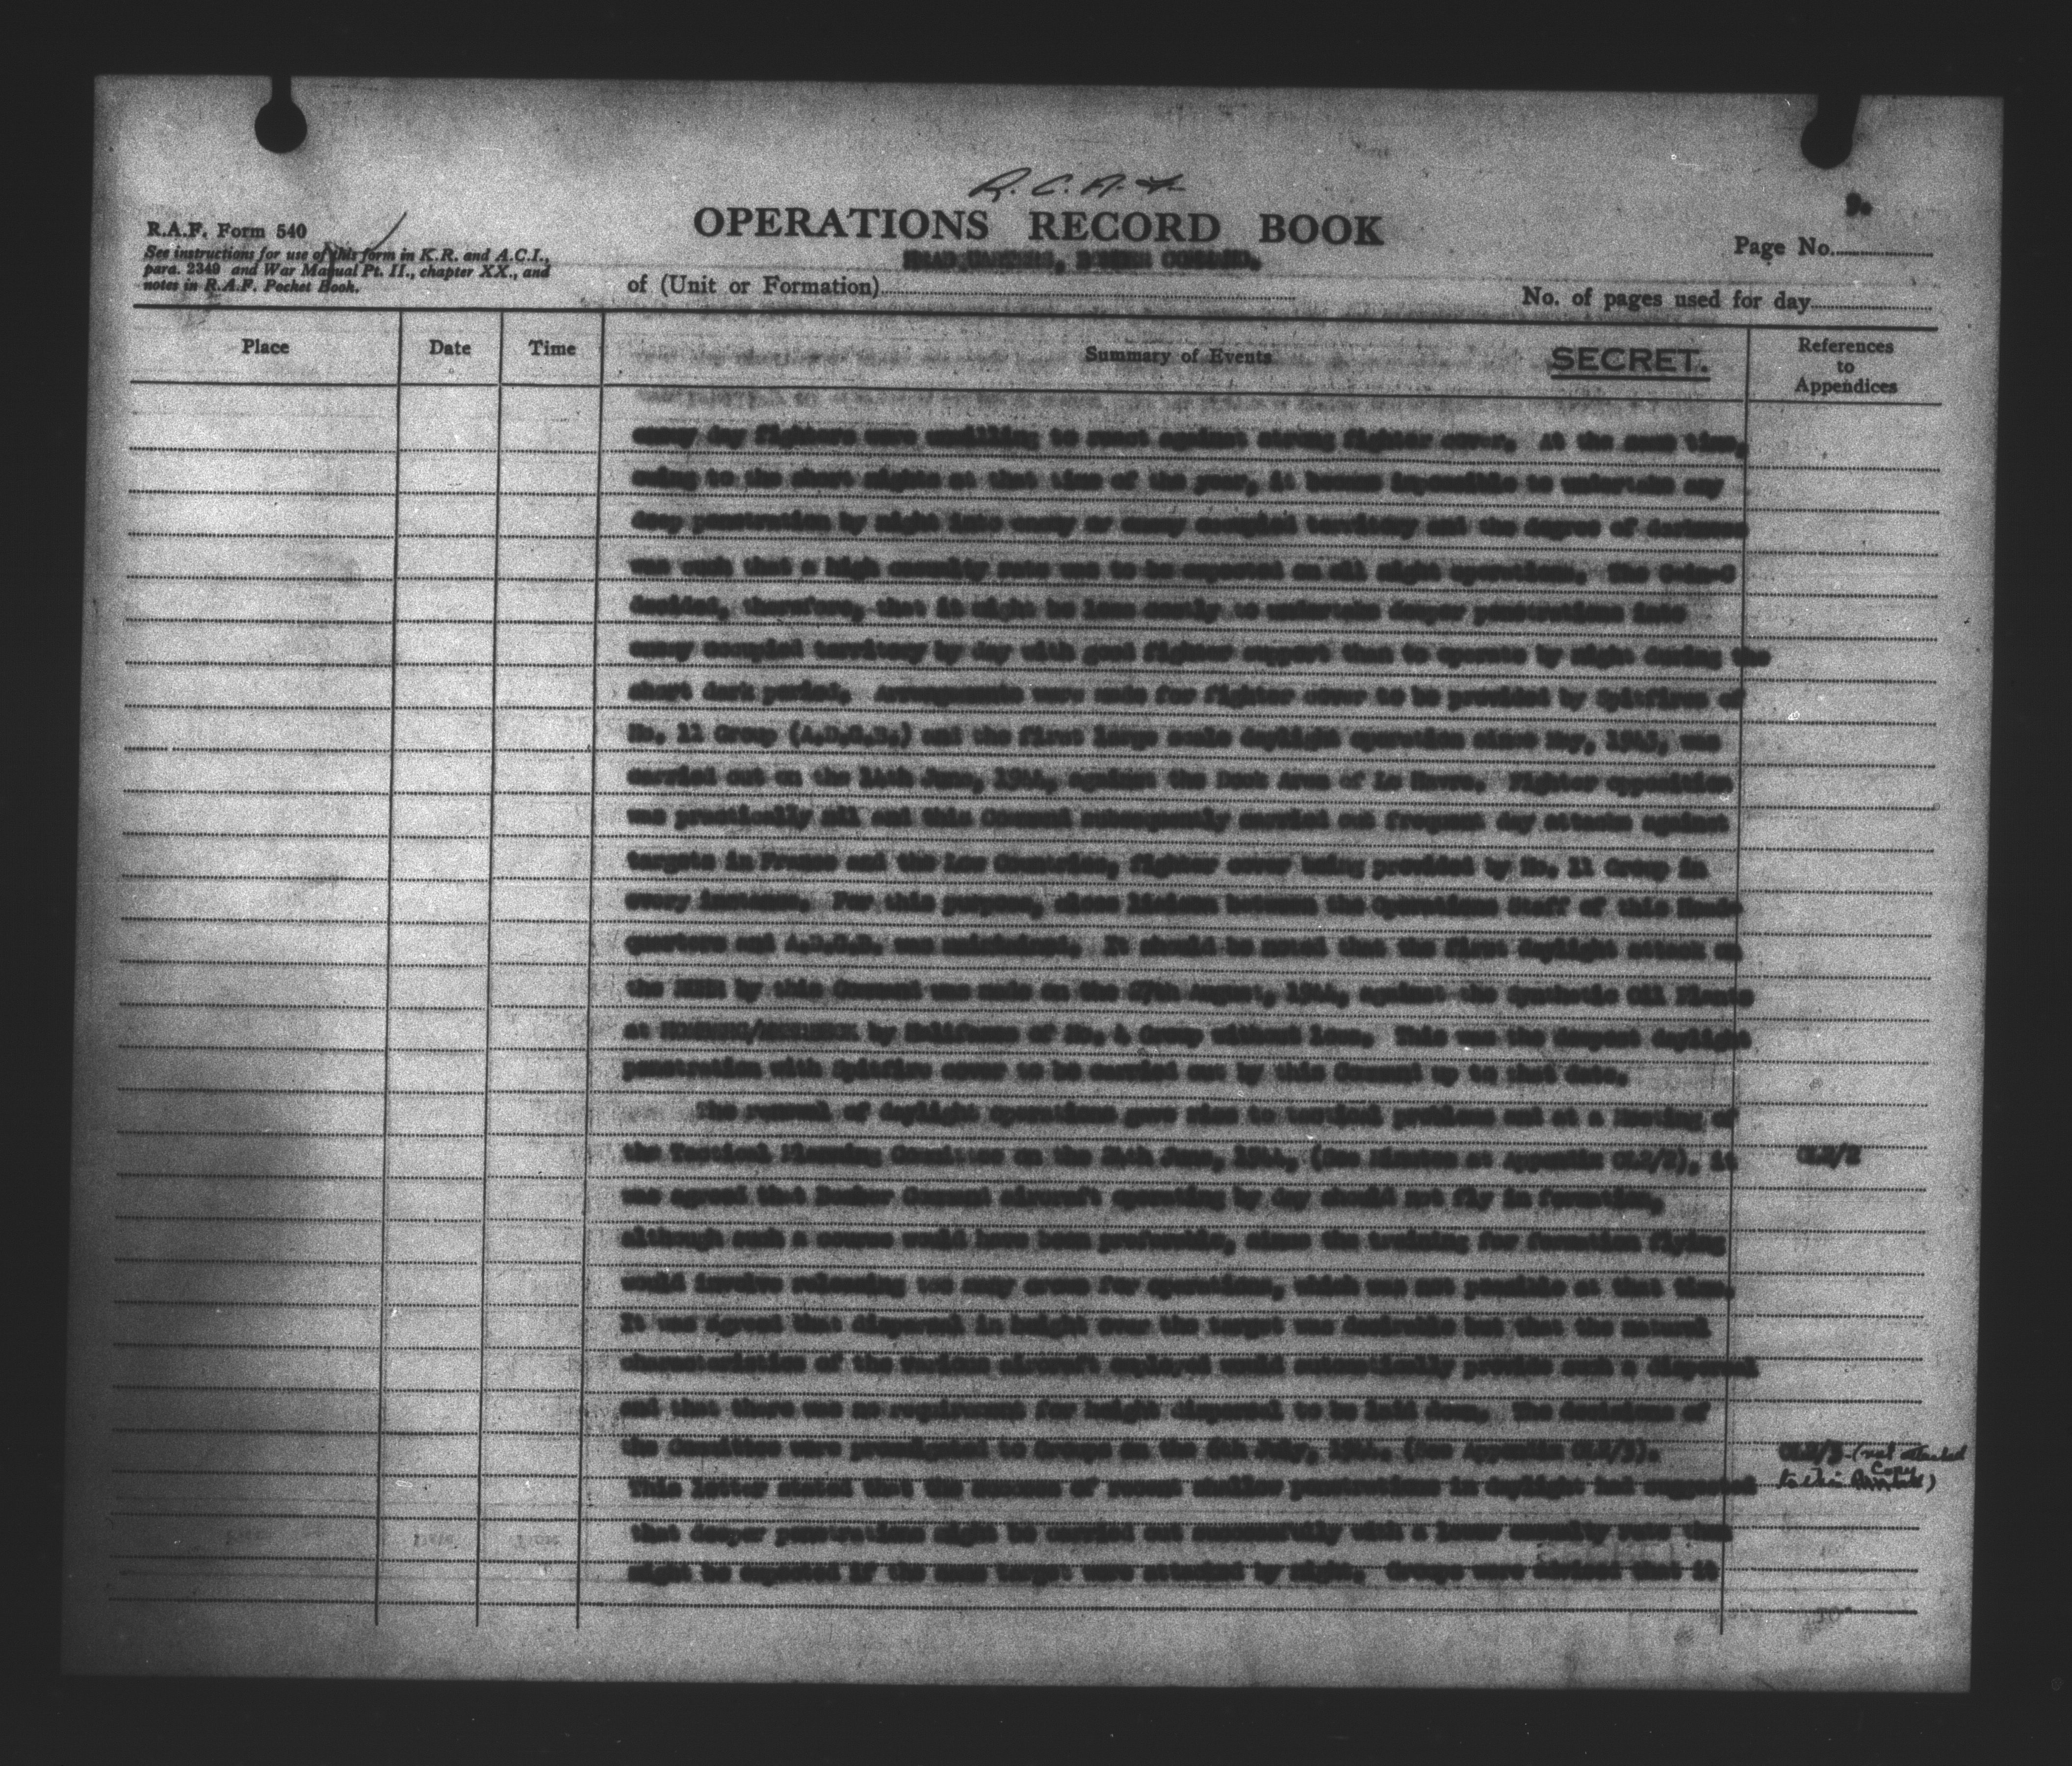 R.C.A.F.
OPERATIONS RECORD BOOK
9.
R.A.F. Form 540
See instructions for use of this form in K.R. and A.C.I.,
para. 2349 and War Manual Pt. II., chapter XX., and
notes in R.A.F. Pocket Book.
Page No.
HEADQUARTERS, BOMBER COMMAND.
of (Unit or Formation)
No. of pages used for day
Place
Date
Time
Summary of Events
SECRET.
References
to
Appendices
enemy day fighters were unwilling to react against strong fighter cover. At the same time,
owing to the short nights at that time of the year, it became impossible to undertake any
deep penetration by night into enemy or enemy occupied territory and the degree of darkness
was such that a high casualty rate was to be expected on all night operations. The
decided, therefore, that it might be less costly to undertake deeper penetrations into
enemy occupied territory by day with good fighter support than to operate by night during the
short dark period. Arrangements were made for fighter cover to be provided by Spitfires of
No. 11 Group (A.D.G.B.) and the first large scale daylight operation since May, 1943, was
carried out on the 14th June, 1944, against the Dock Area of Le Havre. Fighter opposition
was practically nil and this Command subsequently carried out frequent day attacks against
targets in France and the Low Countries, fighter cover being provided by No. 11 Group in
every instance. For this purpose, close liaison between the Operations Staff of this Head-
quarters and A.D.G.B. was maintained. It should be noted that the first daylight attack on
the RUHR by this Command was made on the 27th August, 1944, against the Synthetic Oil Plants
at HOMBERG/MEERBECK by Halifaxes of No. 4 Group without loss. This was the deepest daylight
penetration with Spitfire cover to be carried out by this Command up to that date.
The renewal of daylight operations gave rise to tactical problems and at a meeting of
the Tactical Planning Committee on the 24th June, 1944, (See Minutes at Appendix ), it
was agreed that Bomber Command aircraft operating by day should not fly in formation,
although such a course would have been preferable, since the training for formation flying
would involve releasing too many crews for operations, which was not possible at that time.
It was agreed that dispersal in height over the target was desirable but that the natural
characteristics of the various aircraft employed would automatically provide such a dispersal
and that there was no requirement for height dispersal to be laid down. The decisions of
the Committee were promulgated to Groups on the 6th July, 1944. (See Appendix ).
(not attached
This letter stated that the success of recent shallow penetrations in daylight had suggested
to this Copy
that deeper penetrations might be carried out successfully with a lower casualty rate than
might be expected if the same target were attacked by night. Groups were advised that it